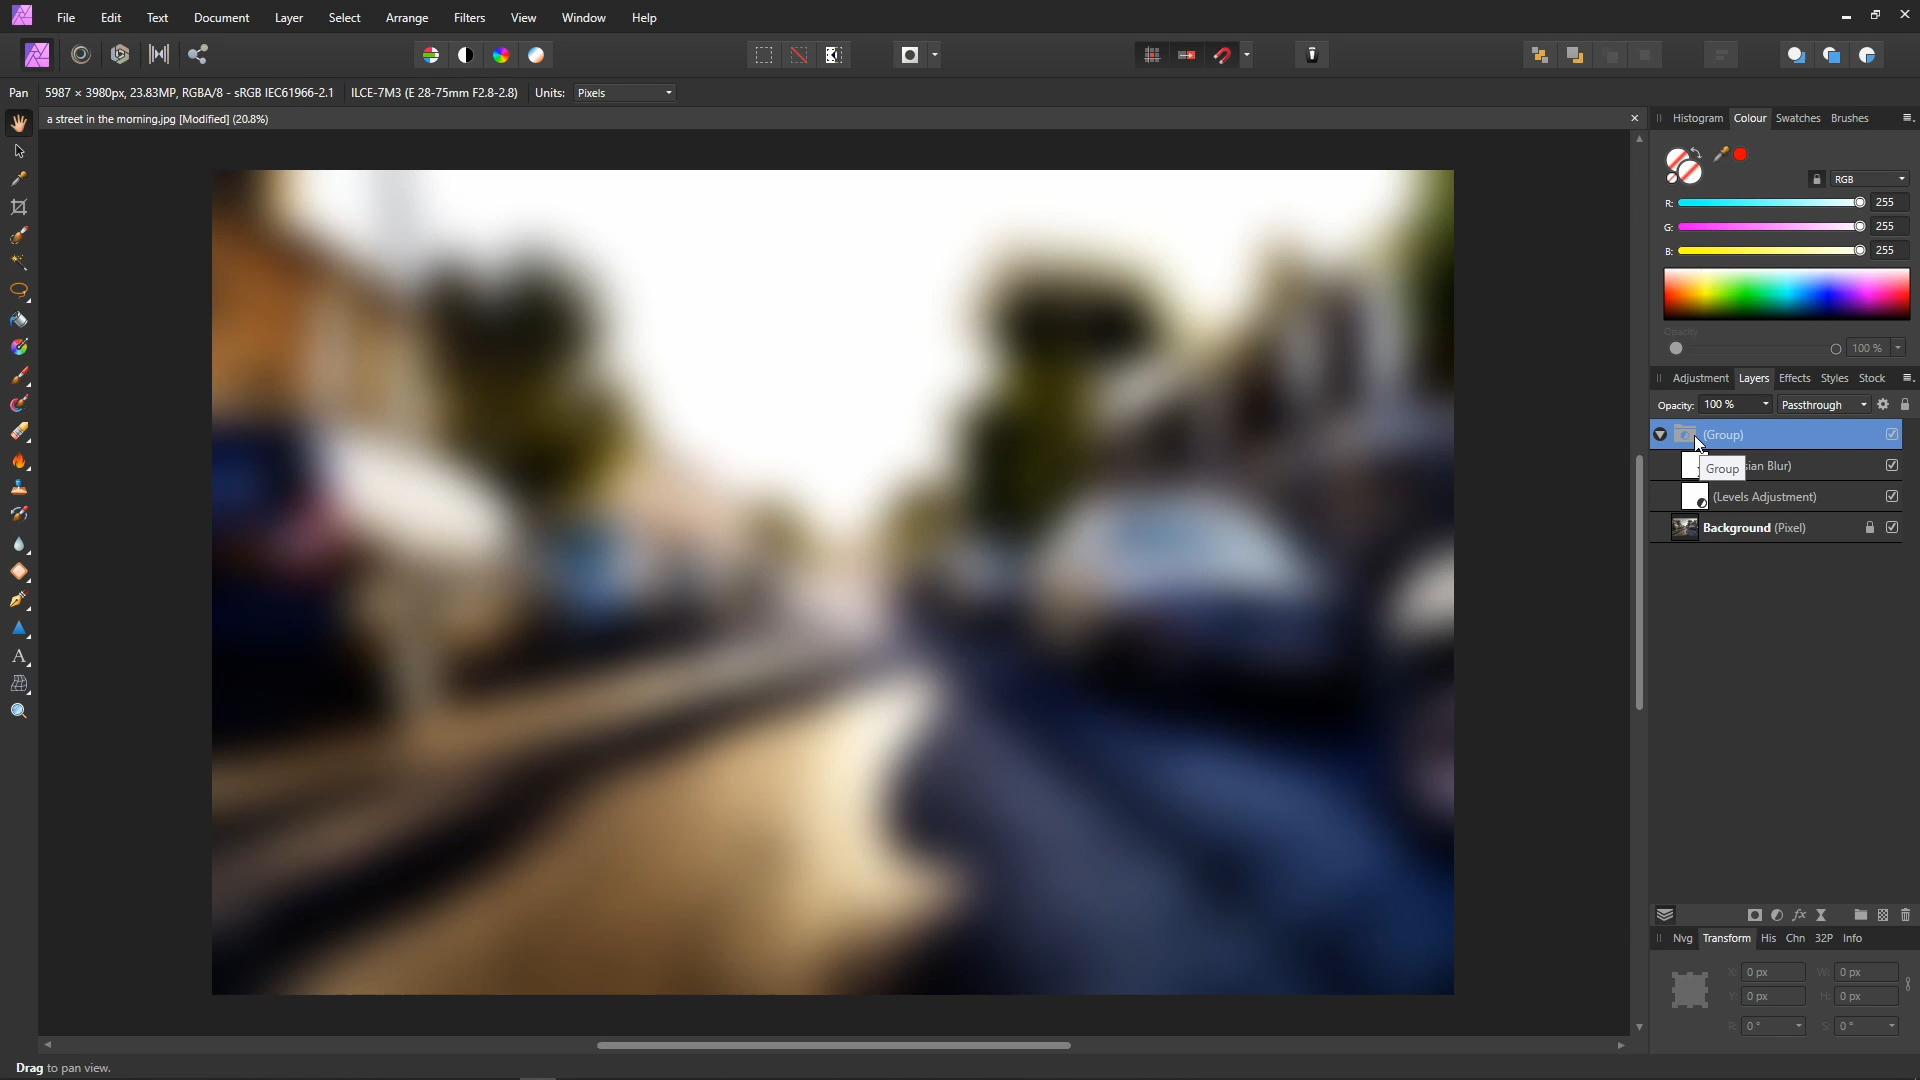 File Edit Text Document Layer Select Arrange Filters View Window Help
Pan 5987 × 3980px, 23.83MP, RGBA/8 - sRGB IEC61966-2.1 ILCE-7M3 (E 28-75mm F2.8-2.8) Units: Pixels
a street in the morning.jpg [Modified] (20.8%)
Histogram Colour Swatches Brushes
RGB
R: 255
G: 255
B: 255
Opacity
100 %
Adjustment Layers Effects Styles Stock
Opacity: 100 % Passthrough
(Group)
Group
sian Blur)
(Levels Adjustment)
Background (Pixel)
Nvg Transform His Chn 32P Info
X: 0 px W: 0 px
Y: 0 px H: 0 px
R: 0 ° S: 0 °
Drag to pan view.